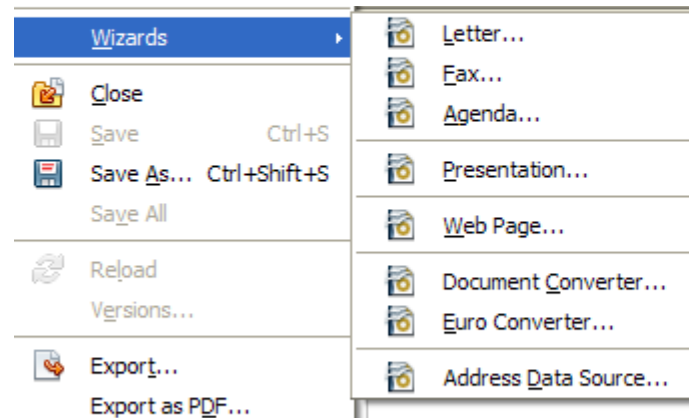 Wizards
Close
Save Ctrl+S
Save As... Ctrl+Shift+S
Save All
Reload
Versions...
Export...
Export as PDF...
Letter...
Fax...
Agenda...
Presentation...
Web Page...
Document Converter...
Euro Converter...
Address Data Source...